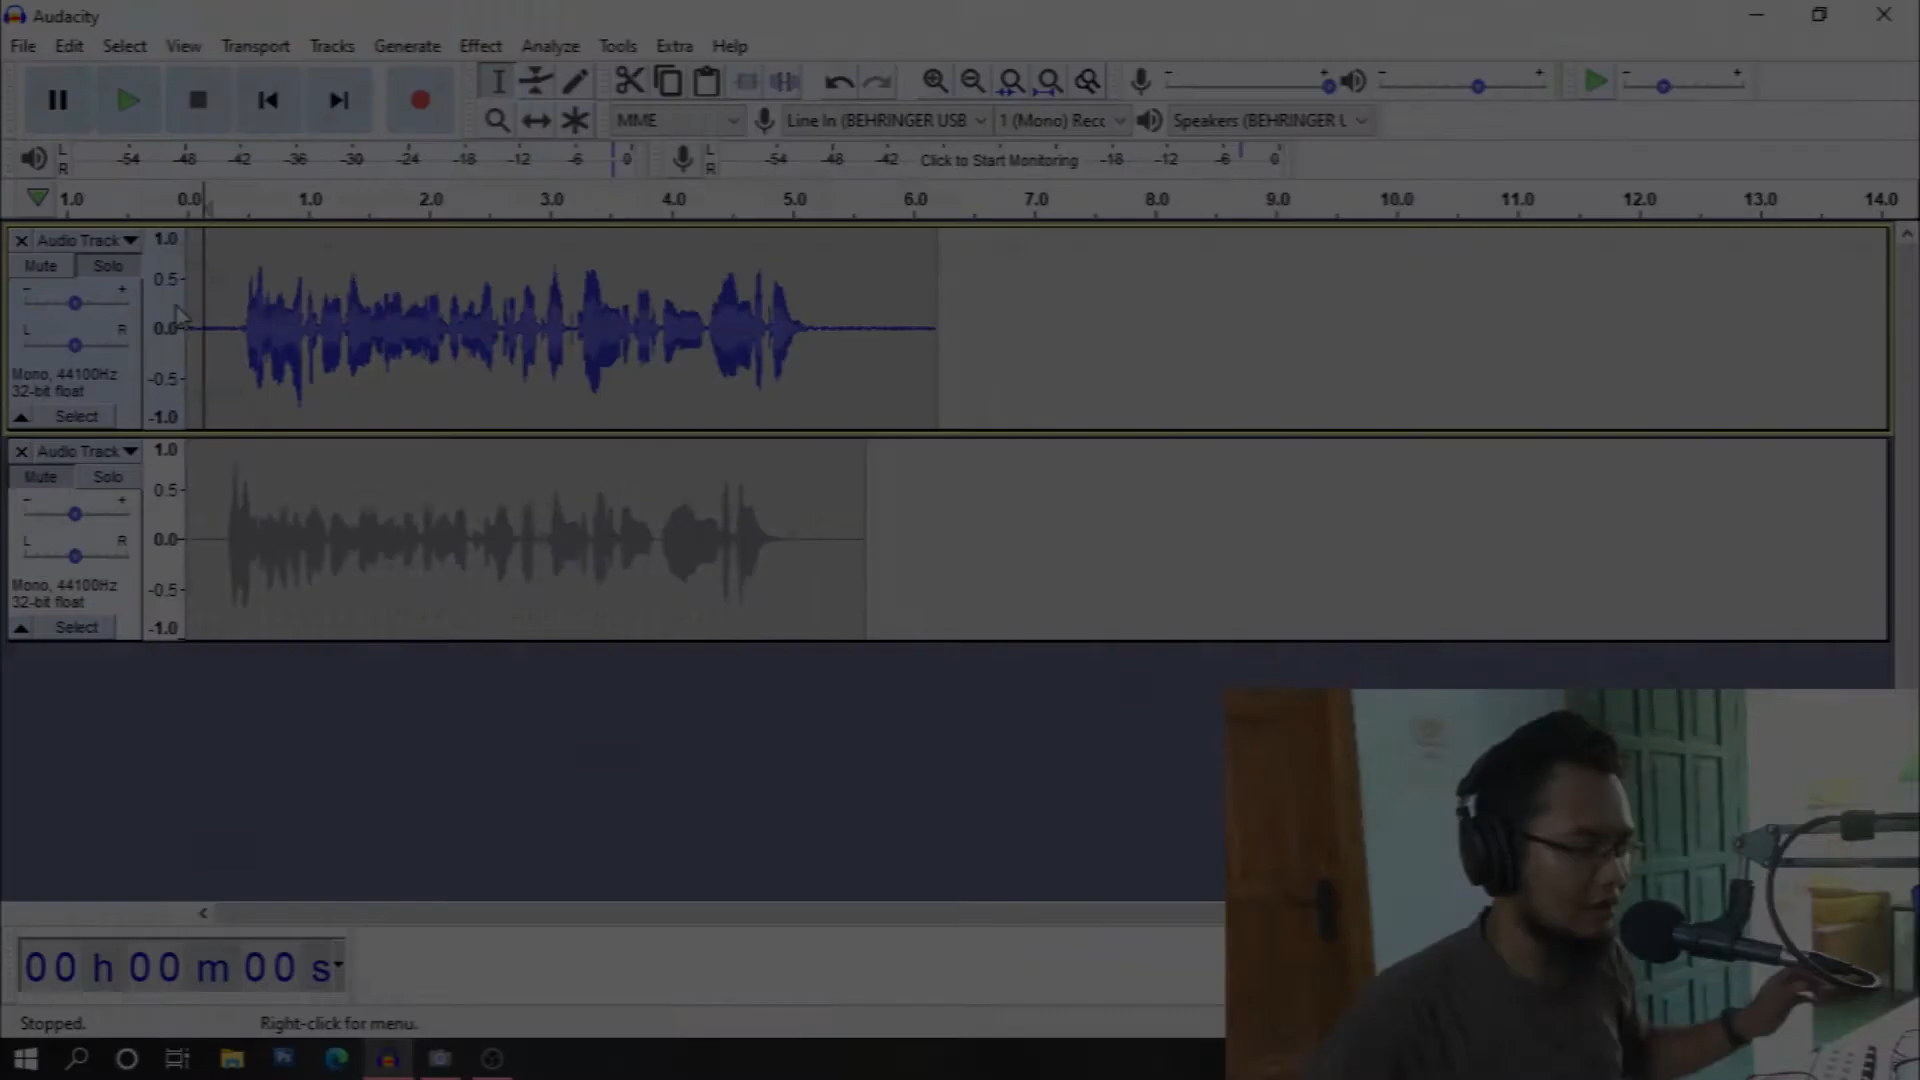 Audacity
File Edit Select View Transport Tracks Generate Effect Analyze Tools Extra Help
MME Line In (BEHRINGER USB 1 (Mono) Recc Speakers (BEHRINGER U
L R -54 -48 -42 -36 -30 -24 -18 -12 -6 0 L R -54 -48 -42 Click to Start Monitoring -18 -12 -6 0
1.0 0.0 1.0 2.0 3.0 4.0 5.0 6.0 7.0 8.0 9.0 10.0 11.0 12.0 13.0 14.0
Audio Track 1.0
Mute Solo
0.5
- +
L R 0.0
Mono, 44100Hz -0.5
32-bit float
Select -1.0
Audio Track 1.0
Mute Solo
0.5
- +
L R 0.0
Mono, 44100Hz -0.5
32-bit float
Select -1.0
00 h 00 m 00 s
Stopped. Right-click for menu.
Ps